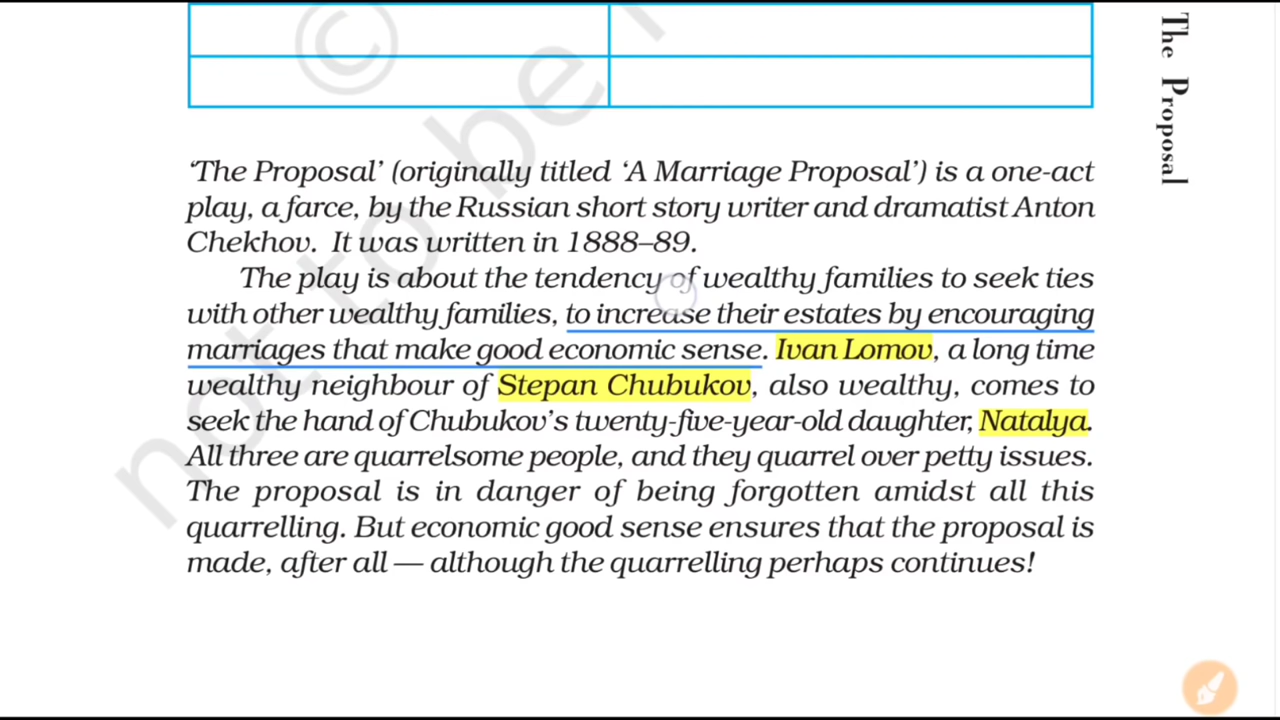 The Proposal
‘The Proposal’ (originally titled ‘A Marriage Proposal’) is a one-act
play, a farce, by the Russian short story writer and dramatist Anton
Chekhov. It was written in 1888–89.
The play is about the tendency of wealthy families to seek ties
with other wealthy families, to increase their estates by encouraging
marriages that make good economic sense. Ivan Lomov, a long time
wealthy neighbour of Stepan Chubukov, also wealthy, comes to
seek the hand of Chubukov’s twenty-five-year-old daughter, Natalya.
All three are quarrelsome people, and they quarrel over petty issues.
The proposal is in danger of being forgotten amidst all this
quarrelling. But economic good sense ensures that the proposal is
made, after all — although the quarrelling perhaps continues!
©
not to be